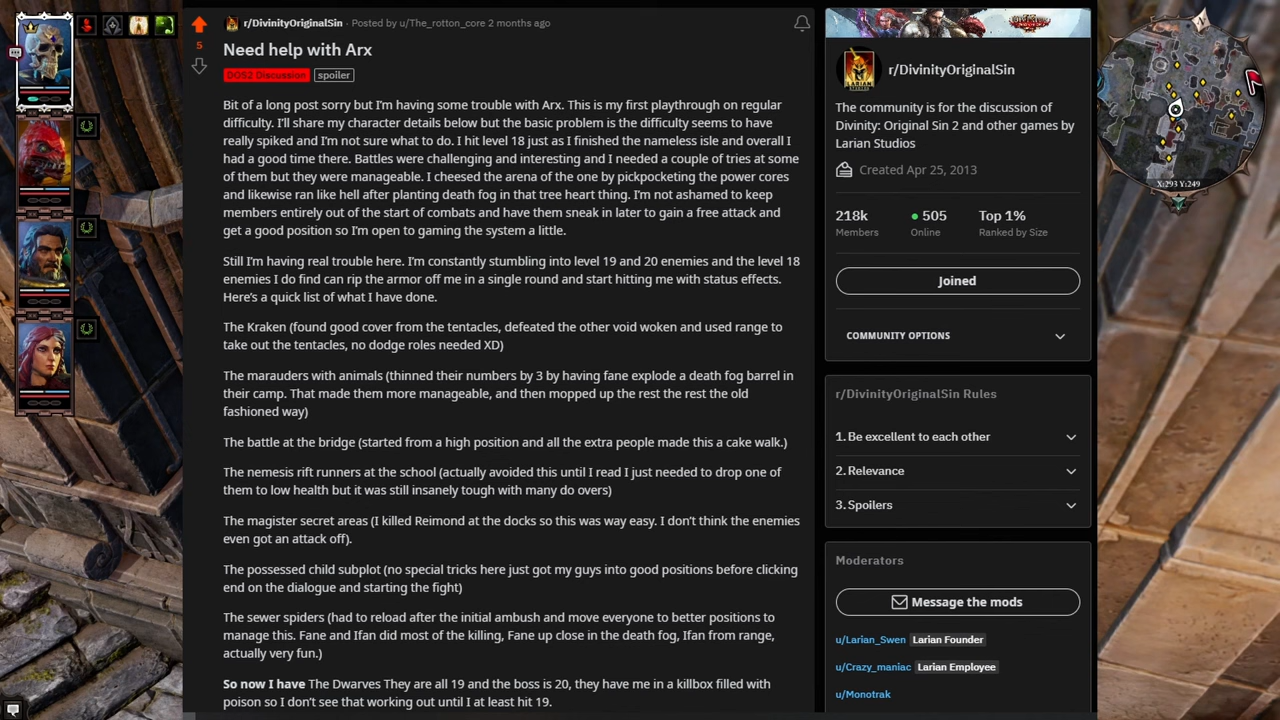 r/DivinityOriginalSin · Posted by u/The_rotton_core 2 months ago
5
Need help with Arx
DOS2 Discussion spoiler
Bit of a long post sorry but I'm having some trouble with Arx. This is my first playthrough on regular
difficulty. I'll share my character details below but the basic problem is the difficulty seems to have
really spiked and I'm not sure what to do. I hit level 18 just as I finished the nameless isle and overall I
had a good time there. Battles were challenging and interesting and I needed a couple of tries at some
of them but they were manageable. I cheesed the arena of the one by pickpocketing the power cores
and likewise ran like hell after planting death fog in that tree heart thing. I'm not ashamed to keep
members entirely out of the start of combats and have them sneak in later to gain a free attack and
get a good position so I'm open to gaming the system a little.
Still I'm having real trouble here. I'm constantly stumbling into level 19 and 20 enemies and the level 18
enemies I do find can rip the armor off me in a single round and start hitting me with status effects.
Here's a quick list of what I have done.
The Kraken (found good cover from the tentacles, defeated the other void woken and used range to
take out the tentacles, no dodge roles needed XD)
The marauders with animals (thinned their numbers by 3 by having fane explode a death fog barrel in
their camp. That made them more manageable, and then mopped up the rest the rest the old
fashioned way)
The battle at the bridge (started from a high position and all the extra people made this a cake walk.)
The nemesis rift runners at the school (actually avoided this until I read I just needed to drop one of
them to low health but it was still insanely tough with many do overs)
The magister secret areas (I killed Reimond at the docks so this was way easy. I don't think the enemies
even got an attack off).
The possessed child subplot (no special tricks here just got my guys into good positions before clicking
end on the dialogue and starting the fight)
The sewer spiders (had to reload after the initial ambush and move everyone to better positions to
manage this. Fane and Ifan did most of the killing, Fane up close in the death fog, Ifan from range,
actually very fun.)
So now I have The Dwarves They are all 19 and the boss is 20, they have me in a killbox filled with
poison so I don't see that working out until I at least hit 19.
r/DivinityOriginalSin
The community is for the discussion of
Divinity: Original Sin 2 and other games by
Larian Studios
Created Apr 25, 2013
218k 505 Top 1%
Members Online Ranked by Size
Joined
COMMUNITY OPTIONS
r/DivinityOriginalSin Rules
1. Be excellent to each other
2. Relevance
3. Spoilers
Moderators
Message the mods
u/Larian_Swen Larian Founder
u/Crazy_maniac Larian Employee
u/Monotrak
X:293 Y:249